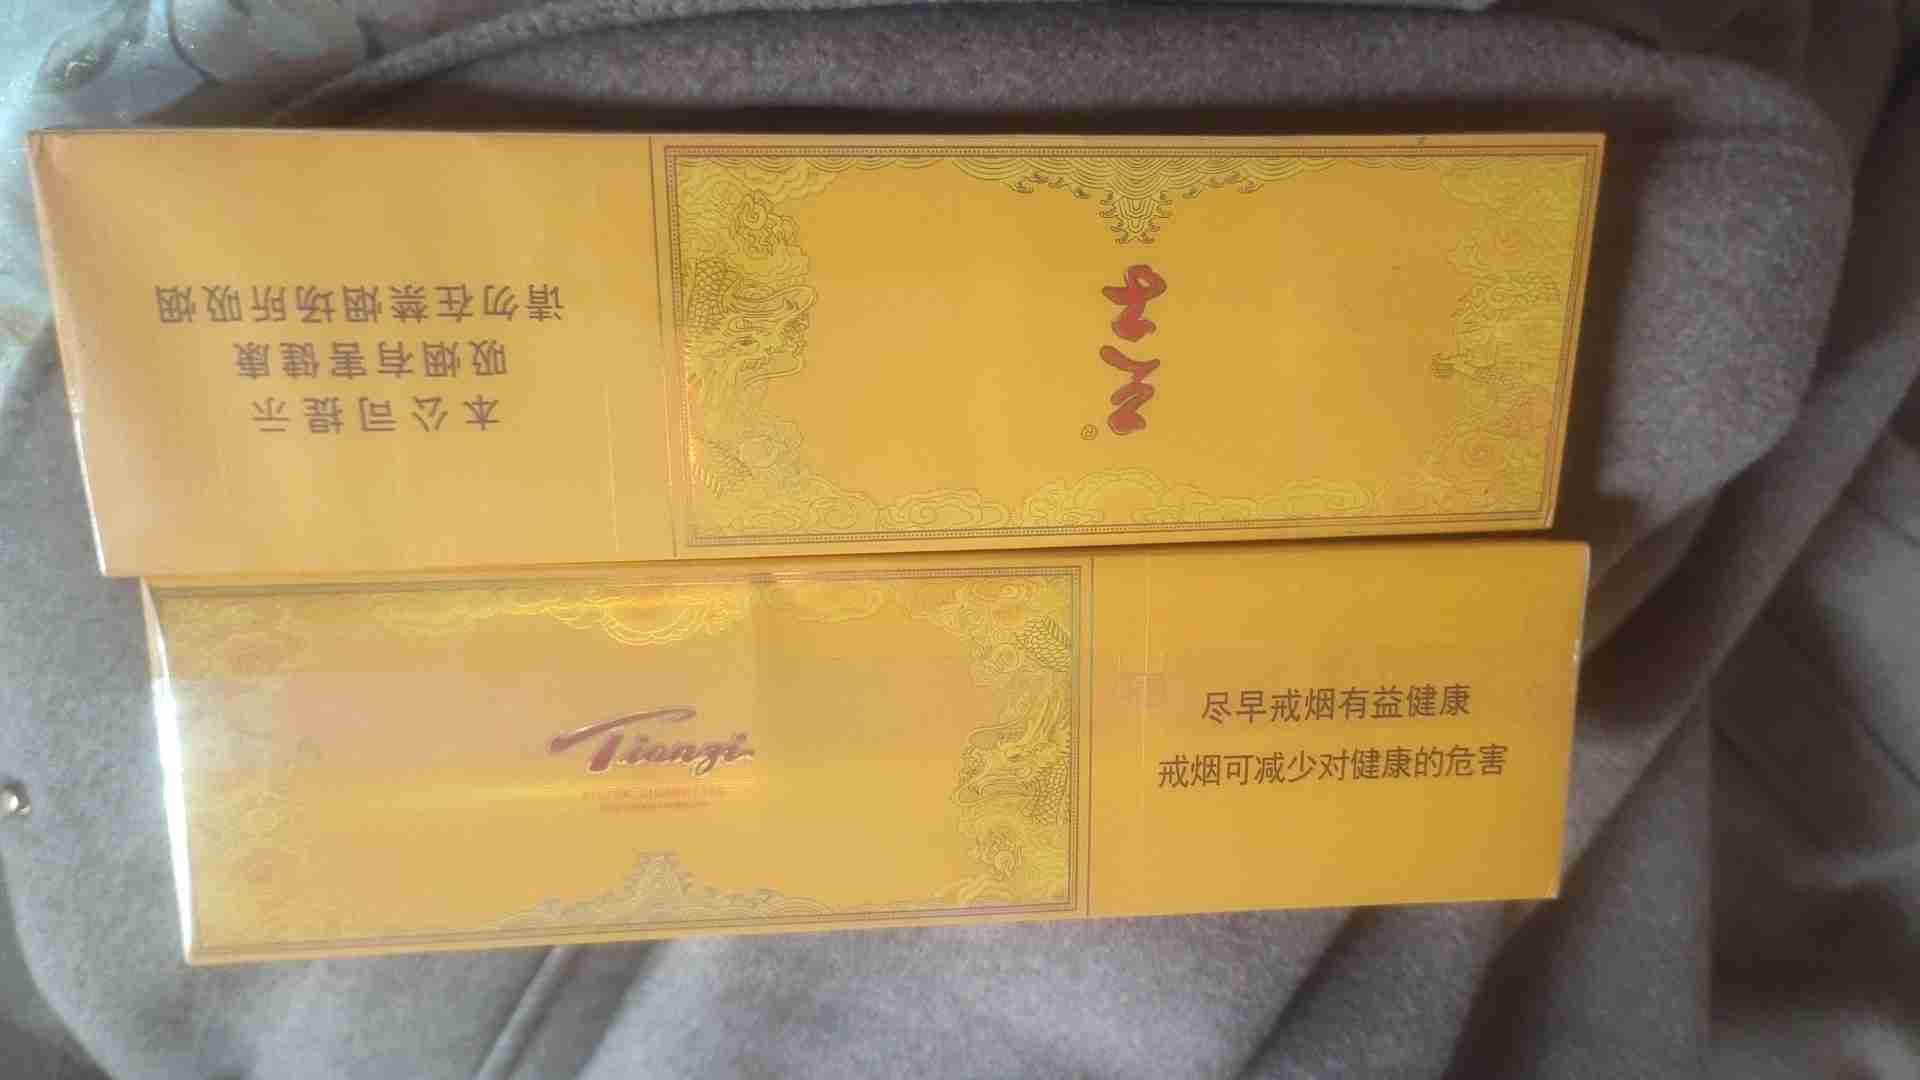 本公司提示
吸烟有害健康
请勿在禁烟场所吸烟
天子
®
Tianzi
尽早戒烟有益健康
戒烟可减少对健康的危害